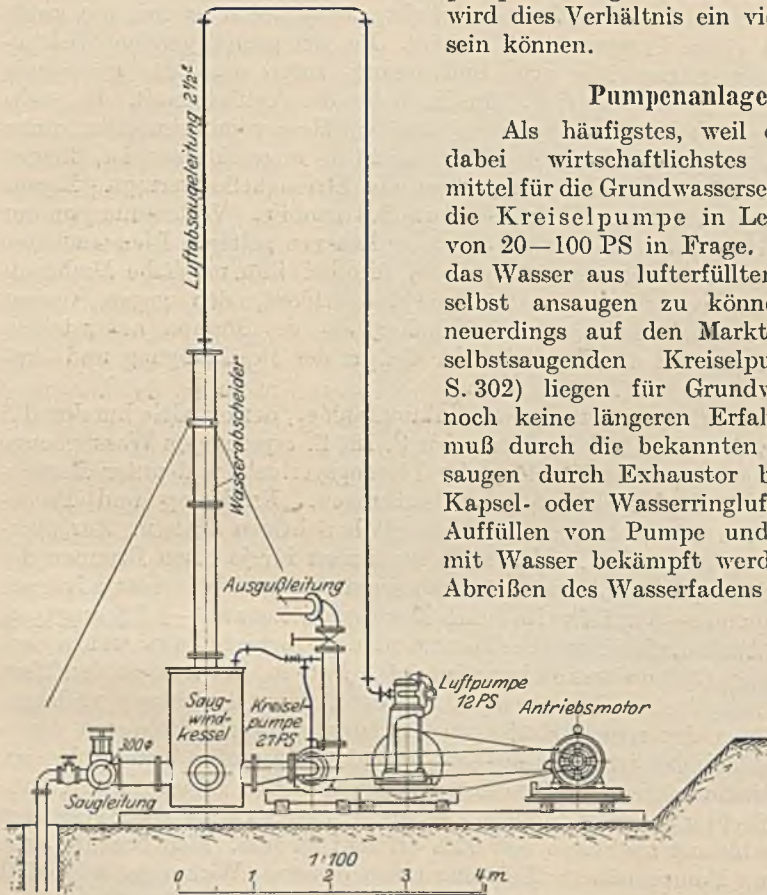 wird dies Verhältnis ein
sein können.
Pumpenanlage
Als häufigstes, weil
dabei wirtschaftlichstes
mittel für die Grundwasserse
die Kreiselpumpe in Le
von 20—100 PS in Frage.
das Wasser aus lufterfüllten
selbst ansaugen zu könne
neuerdings auf den Markt
selbstsaugenden Kreiselpu
S. 302) liegen für Grundw
noch keine längeren Erfah
muß durch die bekannten
saugen durch Exhaustor b
Kapsel- oder Wasserringluf
Auffüllen von Pumpe und
mit Wasser bekämpft werd
Abreißen des Wasserfadens
Luftabsaugeleitung 2½"
Wasserabscheider
Ausgußleitung
Saug-
wind-
kessel
Kreisel
pumpe
27PS
Luftpumpe
12PS
Antriebsmotor
300Φ
Saugleitung
1:100
0 1 2 3 4m